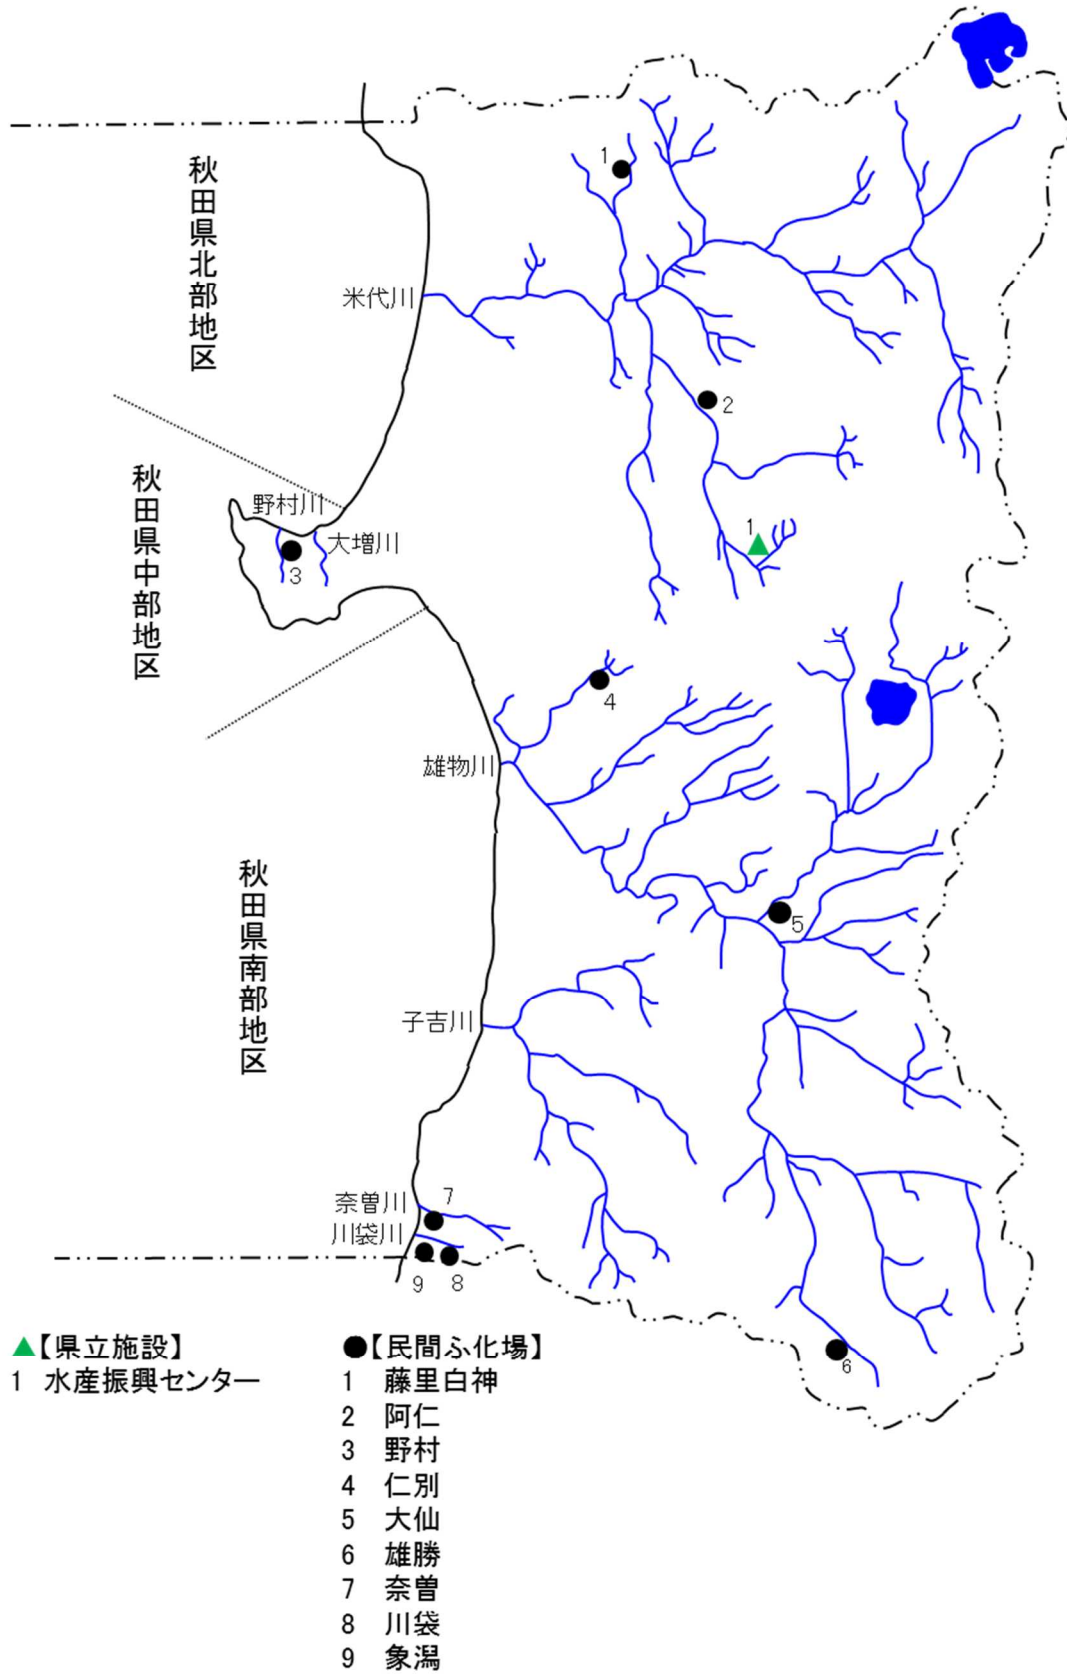 秋田県北部地区
1
米代川
2
秋田県中部地区
野村川
大増川
3
1
4
雄物川
秋田県南部地区
5
子吉川
奈曽川
7
川袋川
9
8
6
▲【県立施設】
1 水産振興センター
●【民間ふ化場】
1 藤里白神
2 阿仁
3 野村
4 仁別
5 大仙
6 雄勝
7 奈曽
8 川袋
9 象潟